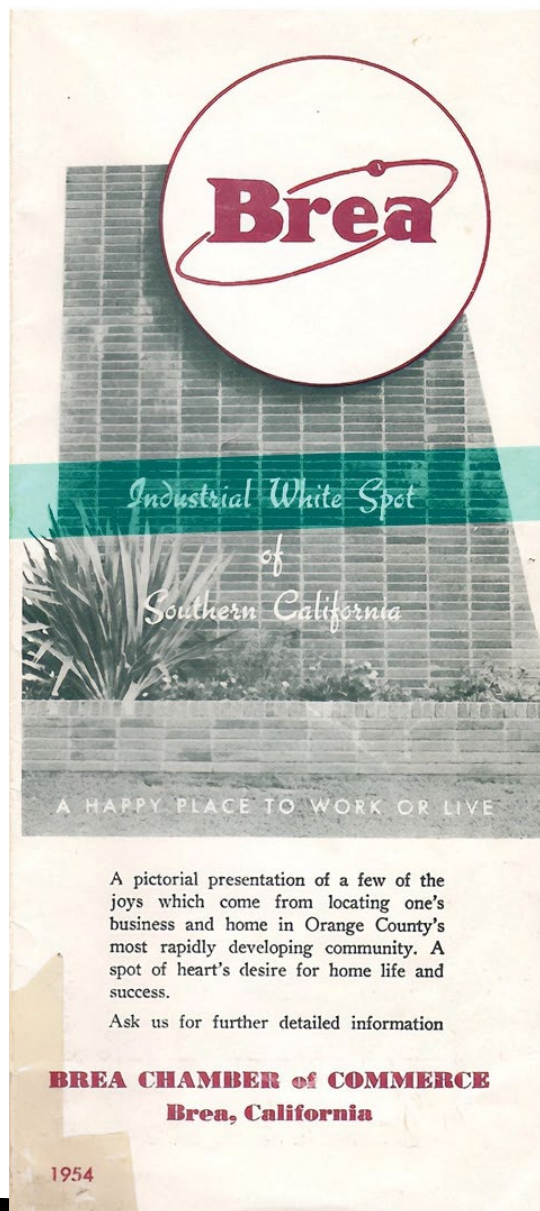 Brea
Industrial White Spot
of
Southern California
A HAPPY PLACE TO WORK OR LIVE
A pictorial presentation of a few of the
joys which come from locating one's
business and home in Orange County's
most rapidly developing community. A
spot of heart's desire for home life and
success.
Ask us for further detailed information
BREA CHAMBER of COMMERCE
Brea, California
1954